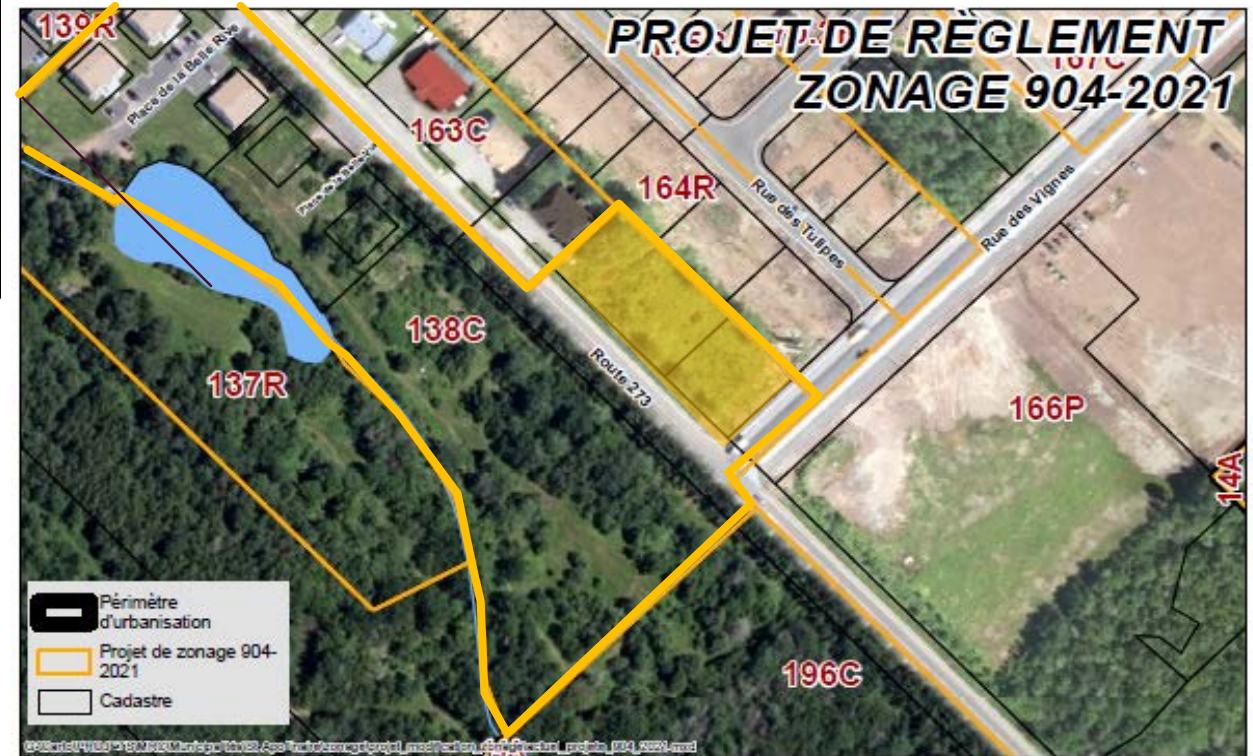 PROJET DE RÈGLEMENT
ZONAGE 904-2021
139R
Place de la Belle Rive
163C
167C
164R
Rue des Tulipes
Rue des Vignes
138C
Route 273
137R
166P
14A
196C
Périmètre
d'urbanisation
Projet de zonage 904-
2021
Cadastre